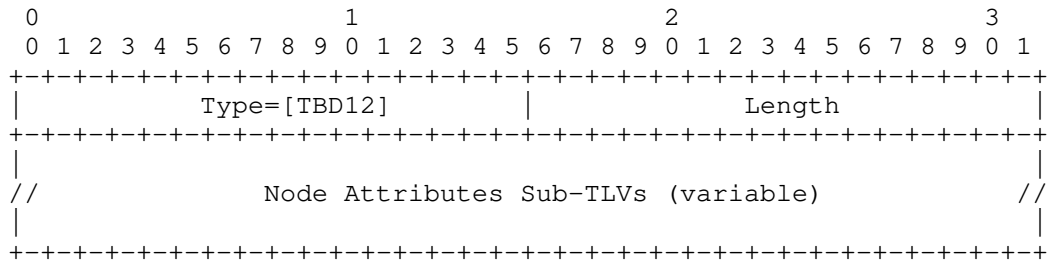 0                   1                   2                   3
 0 1 2 3 4 5 6 7 8 9 0 1 2 3 4 5 6 7 8 9 0 1 2 3 4 5 6 7 8 9 0 1
+-+-+-+-+-+-+-+-+-+-+-+-+-+-+-+-+-+-+-+-+-+-+-+-+-+-+-+-+-+-+-+-+
|           Type=[TBD12]        |             Length            |
+-+-+-+-+-+-+-+-+-+-+-+-+-+-+-+-+-+-+-+-+-+-+-+-+-+-+-+-+-+-+-+-+
|                                                               |
//              Node Attributes Sub-TLVs (variable)            //
|                                                               |
+-+-+-+-+-+-+-+-+-+-+-+-+-+-+-+-+-+-+-+-+-+-+-+-+-+-+-+-+-+-+-+-+